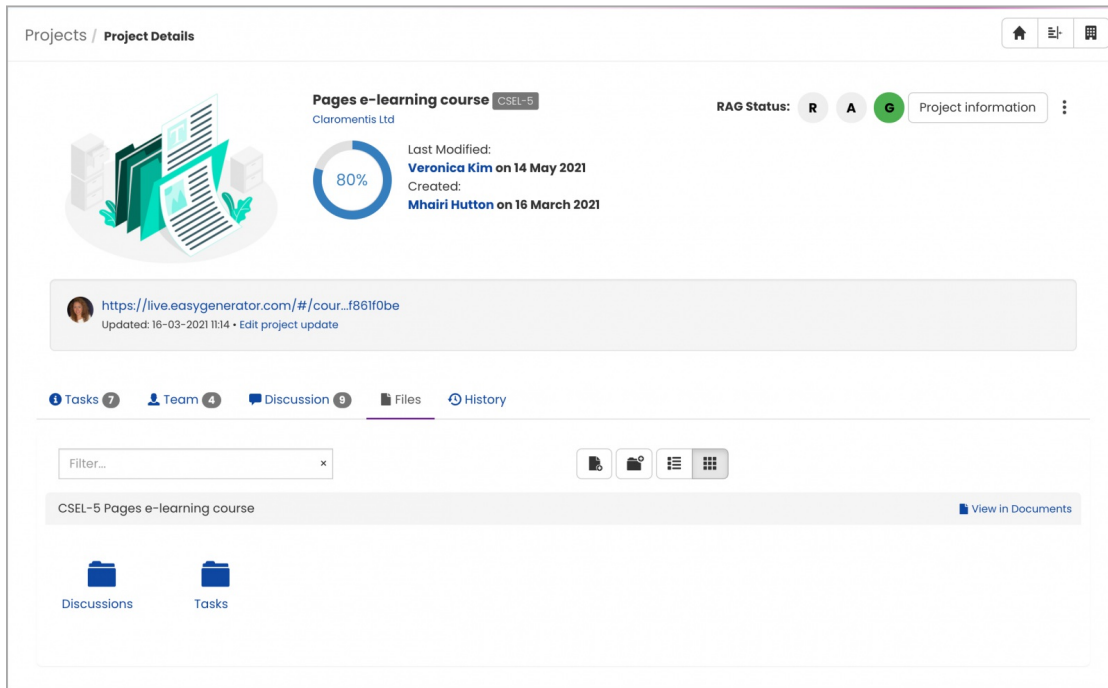 Projects / Project Details
Pages e-learning course CSEL-5
Claromentis Ltd
RAG Status: R A G Project information
80%
Last Modified:
Veronica Kim on 14 May 2021
Created:
Mhairi Hutton on 16 March 2021
https://live.easygenerator.com/#/cour...f861f0be
Updated: 16-03-2021 11:14 • Edit project update
Tasks 7 Team 4 Discussion 9 Files History
Filter... ×
CSEL-5 Pages e-learning course View in Documents
Discussions Tasks